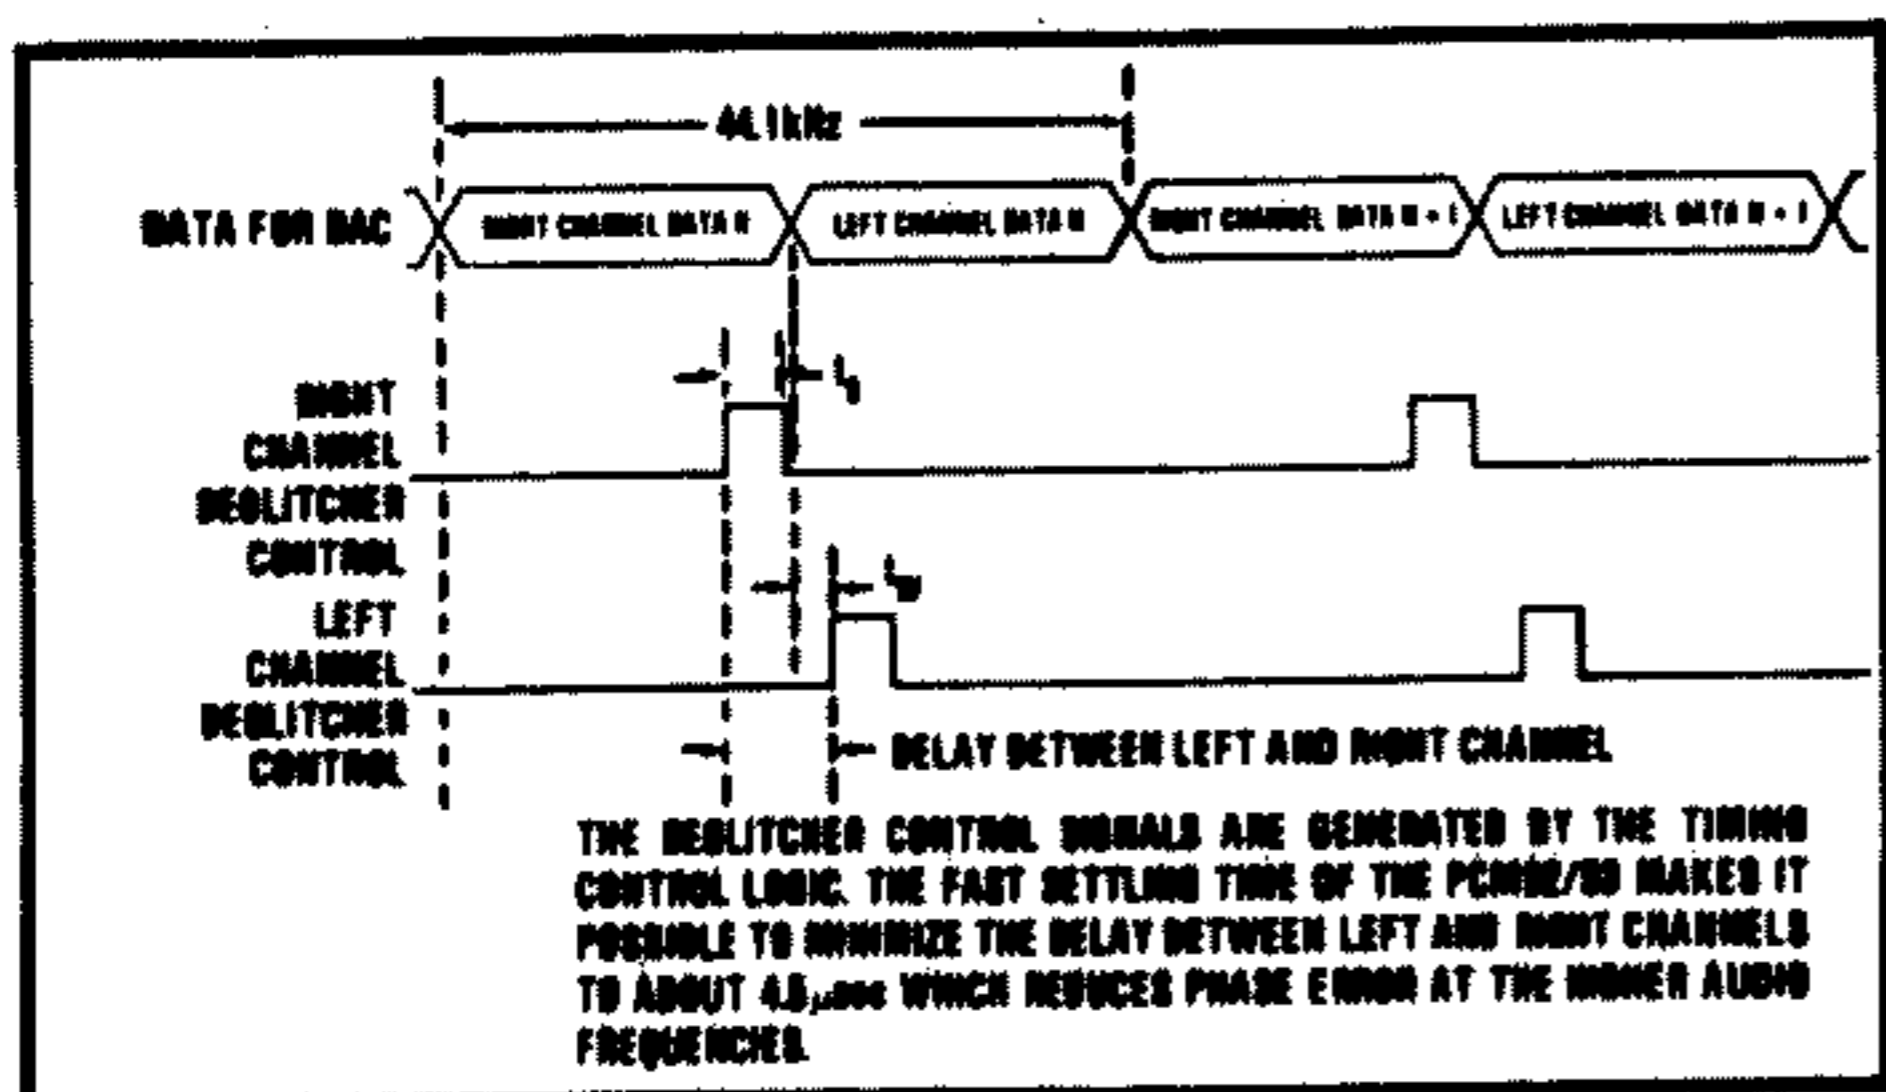 44.1kHz
DATA FOR DAC
RIGHT CHANNEL DATA N
LEFT CHANNEL DATA N
RIGHT CHANNEL DATA N + 1
LEFT CHANNEL DATA N + 1
RIGHT
CHANNEL
DEGLITCHER
CONTROL
LEFT
CHANNEL
DEGLITCHER
CONTROL
DELAY BETWEEN LEFT AND RIGHT CHANNEL
THE DEGLITCHER CONTROL SIGNALS ARE GENERATED BY THE TIMING
CONTROL LOGIC. THE FAST SETTLING TIME OF THE MAKES IT
POSSIBLE TO MINIMIZE THE DELAY BETWEEN LEFT AND RIGHT CHANNELS
TO ABOUT WHICH REDUCES PHASE ERROR AT THE HIGHER AUDIO
FREQUENCIES.